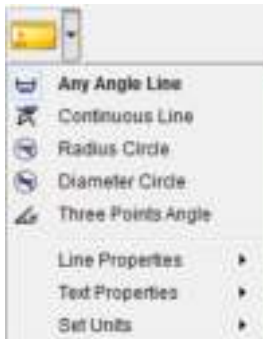 Any Angle Line
Continuous Line
Radius Circle
Diameter Circle
Three Points Angle
Line Properties
Text Properties
Set Units